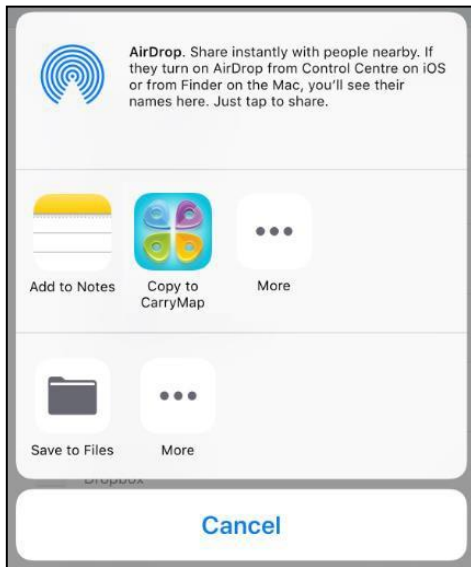 AirDrop. Share instantly with people nearby. If
they turn on AirDrop from Control Centre on iOS
or from Finder on the Mac, you'll see their
names here. Just tap to share.
Add to Notes
Copy to
CarryMap
More
Save to Files
More
Dropbox
Cancel